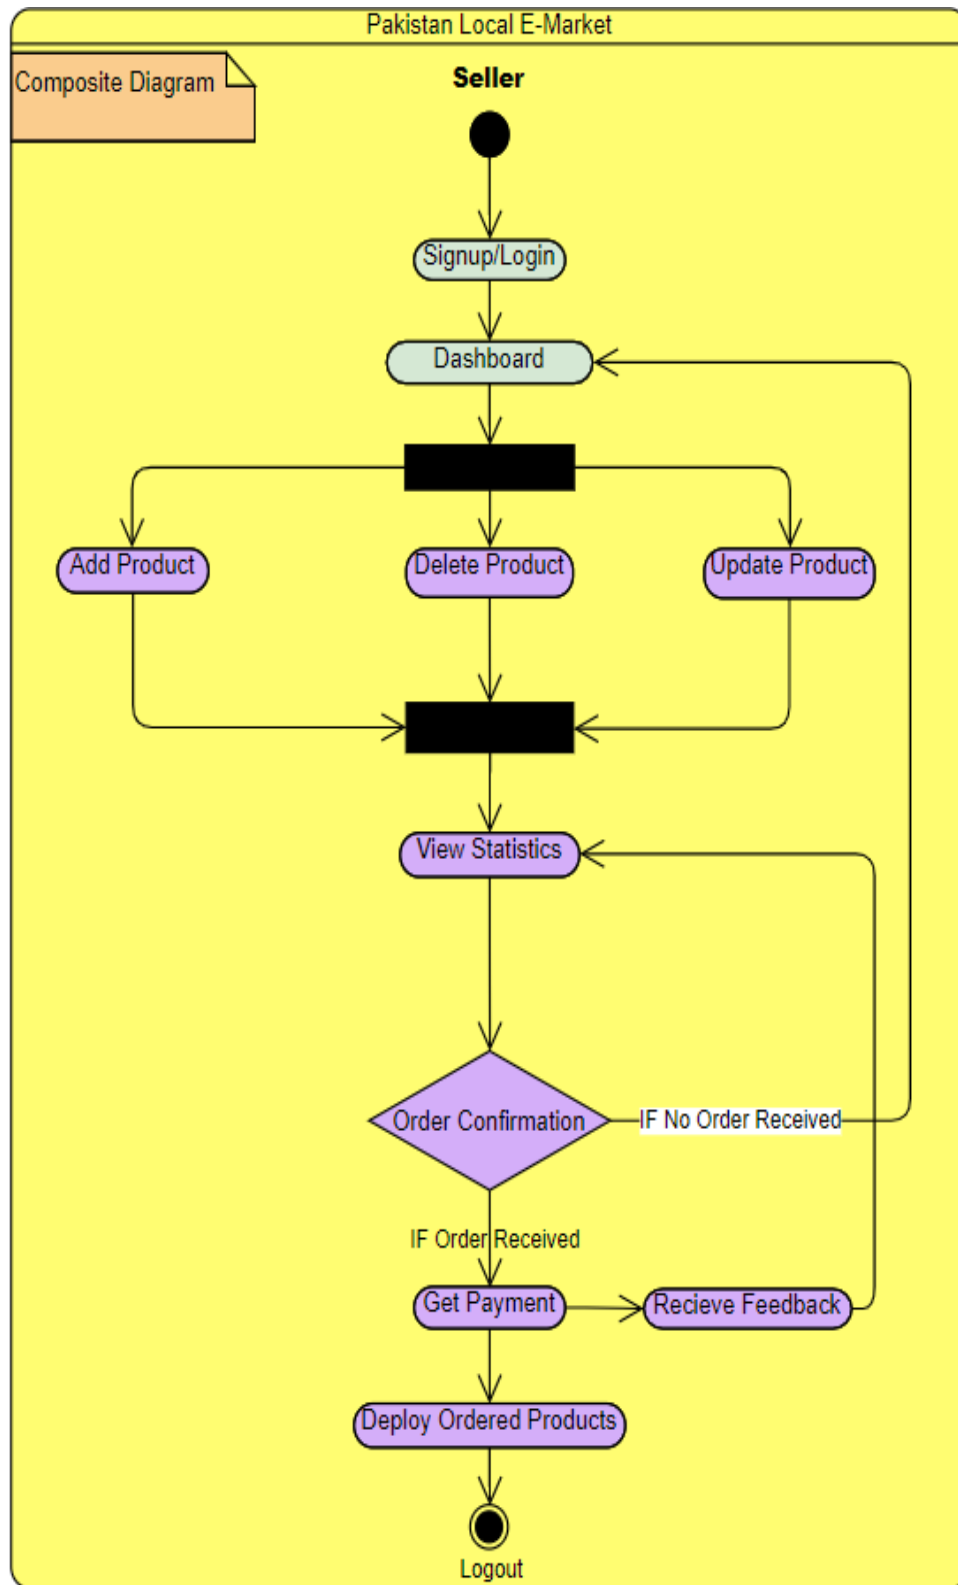 Pakistan Local E-Market
Composite Diagram
Seller
Signup/Login
Dashboard
Add Product
Delete Product
Update Product
View Statistics
Order Confirmation
IF No Order Received
IF Order Received
Get Payment
Recieve Feedback
Deploy Ordered Products
Logout